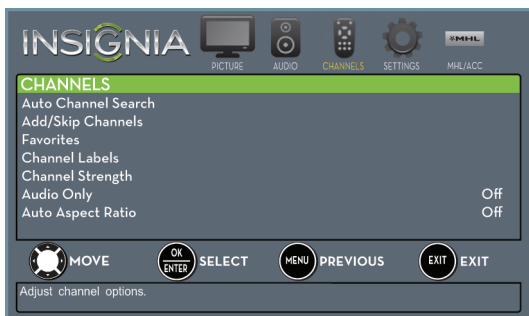 INSIGNIA
PICTURE AUDIO CHANNELS SETTINGS MHL MHL/ACC
CHANNELS
Auto Channel Search
Add/Skip Channels
Favorites
Channel Labels
Channel Strength
Audio Only Off
Auto Aspect Ratio Off
MOVE OK ENTER SELECT MENU PREVIOUS EXIT EXIT
Adjust channel options.